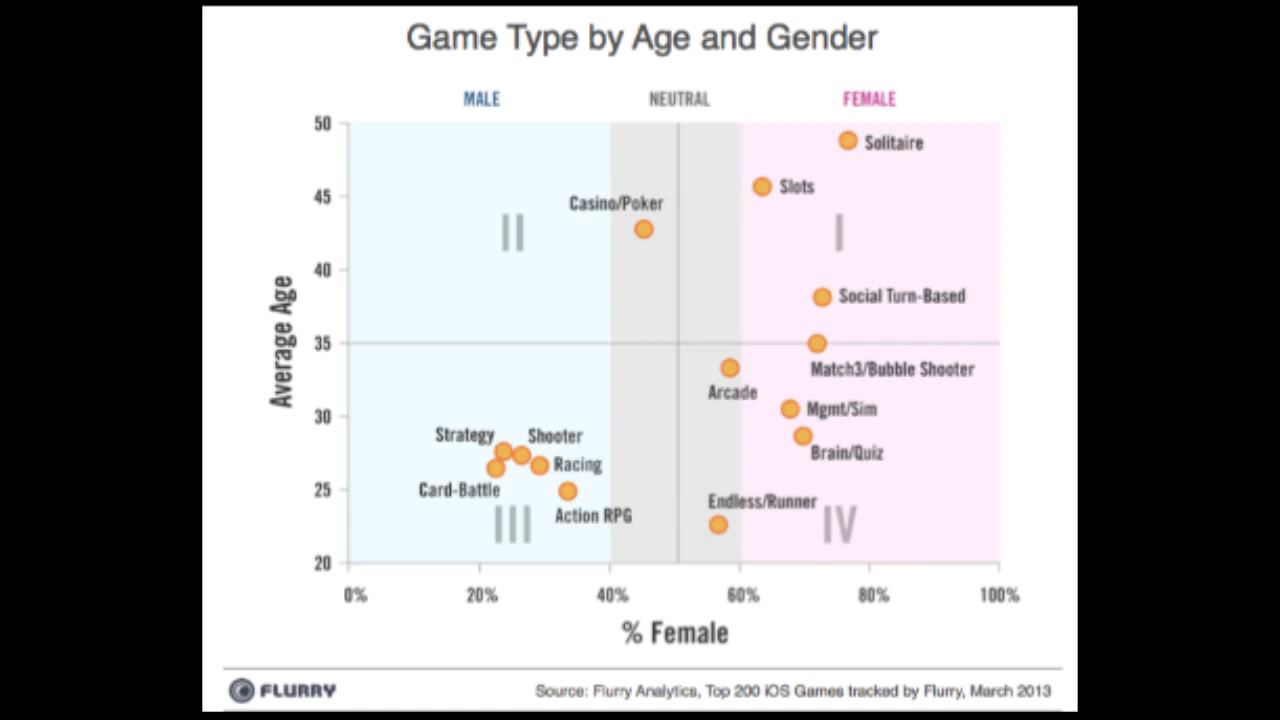 Game Type by Age and Gender
MALE NEUTRAL FEMALE
50
Solitaire
45
Slots
Casino/Poker
II
I
40
Social Turn-Based
35
Match3/Bubble Shooter
Arcade
30
Mgmt/Sim
Strategy Shooter
Brain/Quiz
Racing
25
Card-Battle
Endless/Runner
Action RPG
III
IV
20
Average Age
0% 20% 40% 60% 80% 100%
% Female
FLURRY
Source: Flurry Analytics, Top 200 iOS Games tracked by Flurry, March 2013